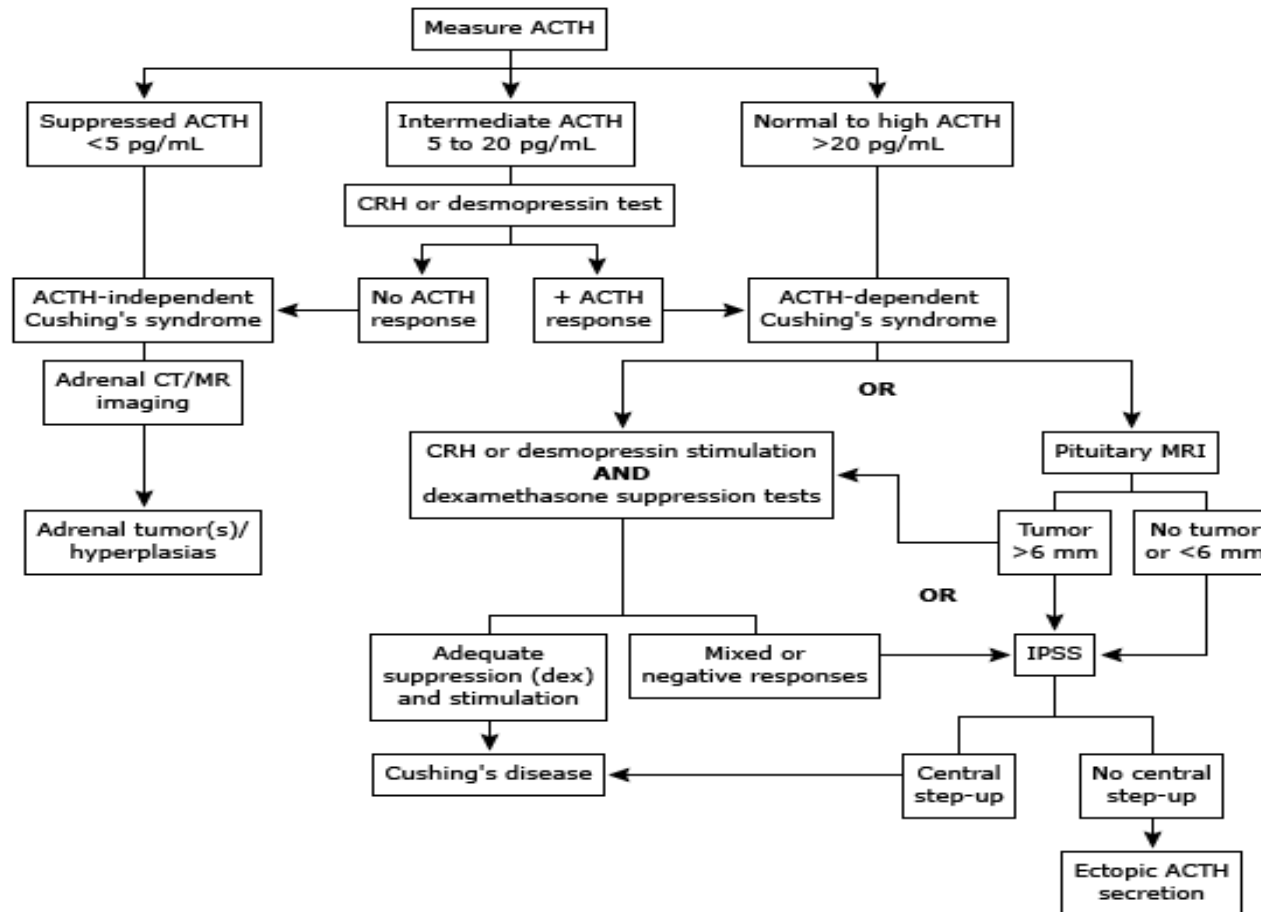 Measure ACTH
Suppressed ACTH
<5 pg/mL
Intermediate ACTH
5 to 20 pg/mL
Normal to high ACTH
>20 pg/mL
CRH or desmopressin test
ACTH-independent
Cushing's syndrome
No ACTH
response
+ ACTH
response
ACTH-dependent
Cushing's syndrome
Adrenal CT/MR
imaging
OR
CRH or desmopressin stimulation
AND
dexamethasone suppression tests
Pituitary MRI
Adrenal tumor(s)/
hyperplasias
Tumor
>6 mm
No tumor
or <6 mm
OR
Adequate
suppression (dex)
and stimulation
Mixed or
negative responses
IPSS
Cushing's disease
Central
step-up
No central
step-up
Ectopic ACTH
secretion